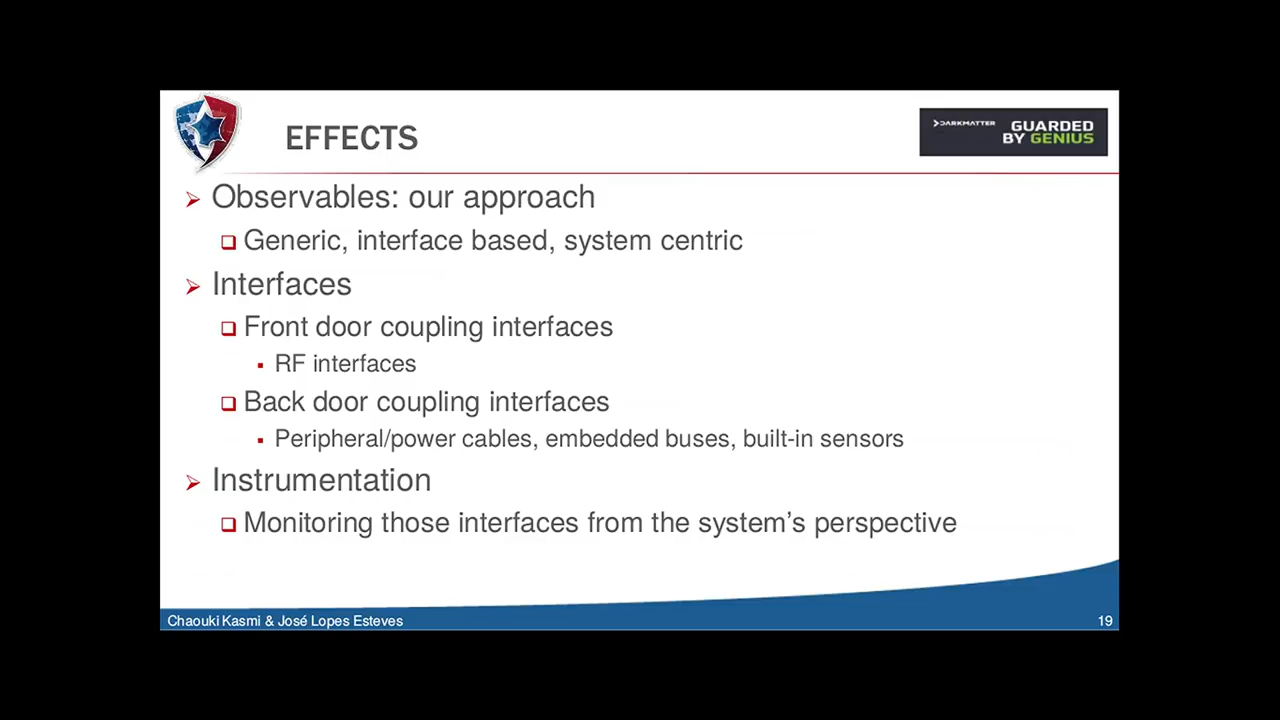 EFFECTS
DARKMATTER
GUARDED
BY GENIUS
Observables: our approach
Generic, interface based, system centric
Interfaces
Front door coupling interfaces
RF interfaces
Back door coupling interfaces
Peripheral/power cables, embedded buses, built-in sensors
Instrumentation
Monitoring those interfaces from the system’s perspective
Chaouki Kasmi & José Lopes Esteves
19